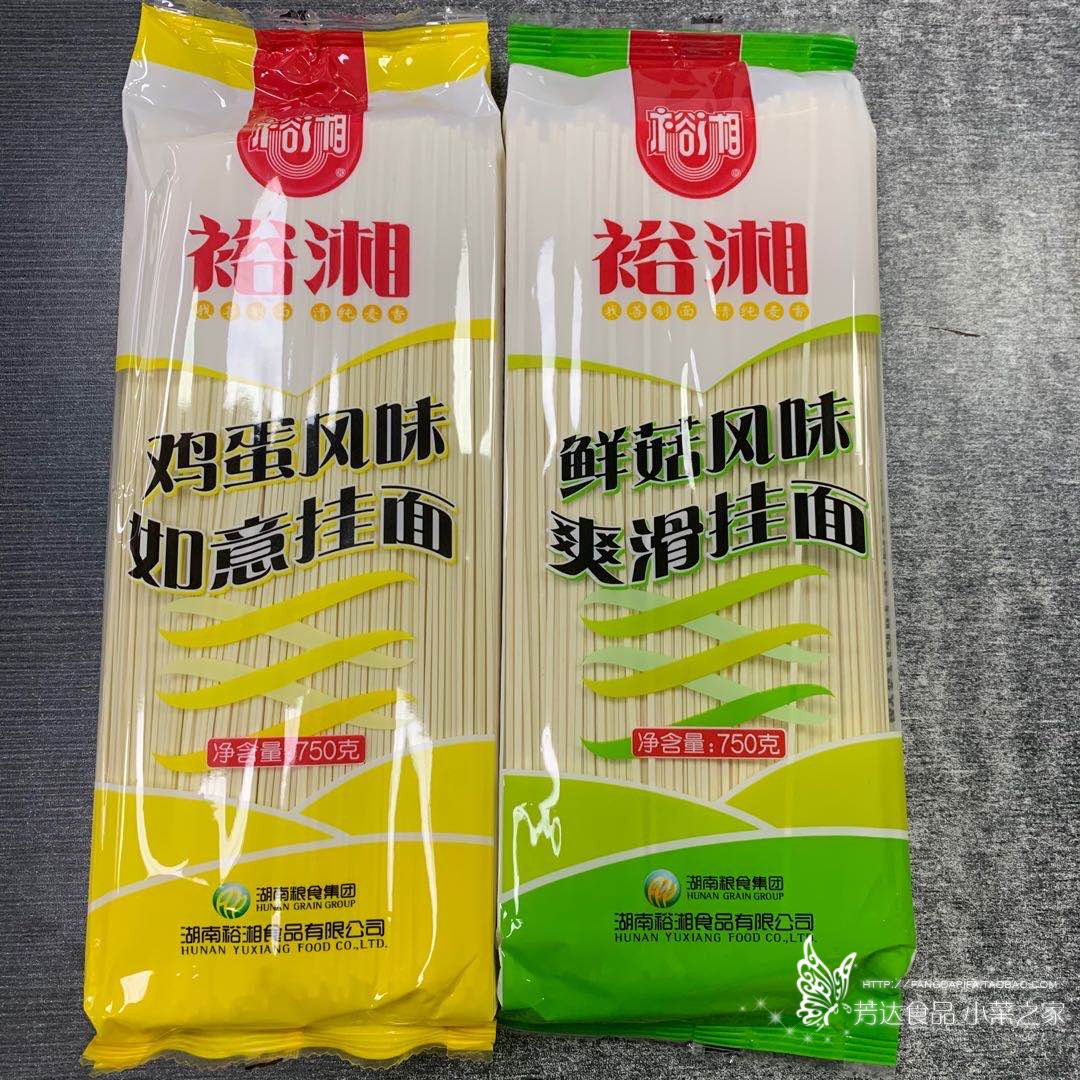 裕湘
裕湘
我善制面 清纯麦香
鸡蛋风味
如意挂面
净含量:750克
湖南粮食集团
HUNAN GRAIN GROUP
湖南裕湘食品有限公司
HUNAN YUXIANG FOOD CO.,LTD.
裕湘
裕湘
我善制面 清纯麦香
鲜菇风味
爽滑挂面
净含量:750克
湖南粮食集团
HUNAN GRAIN GROUP
湖南裕湘食品有限公司
HUNAN YUXIANG FOOD CO.,LTD.
芳达食品 小菜之家